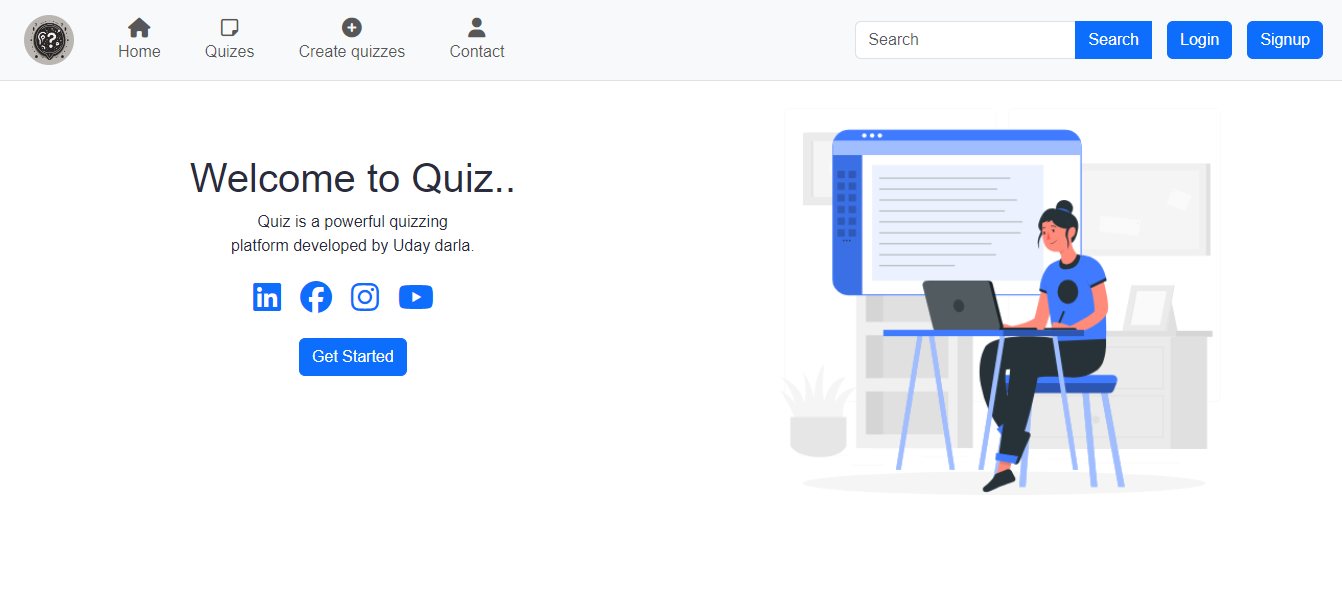 Home
Quizes
Create quizzes
Contact
Search
Search
Login
Signup
Welcome to Quiz..
Quiz is a powerful quizzing
platform developed by Uday darla.
in
Get Started